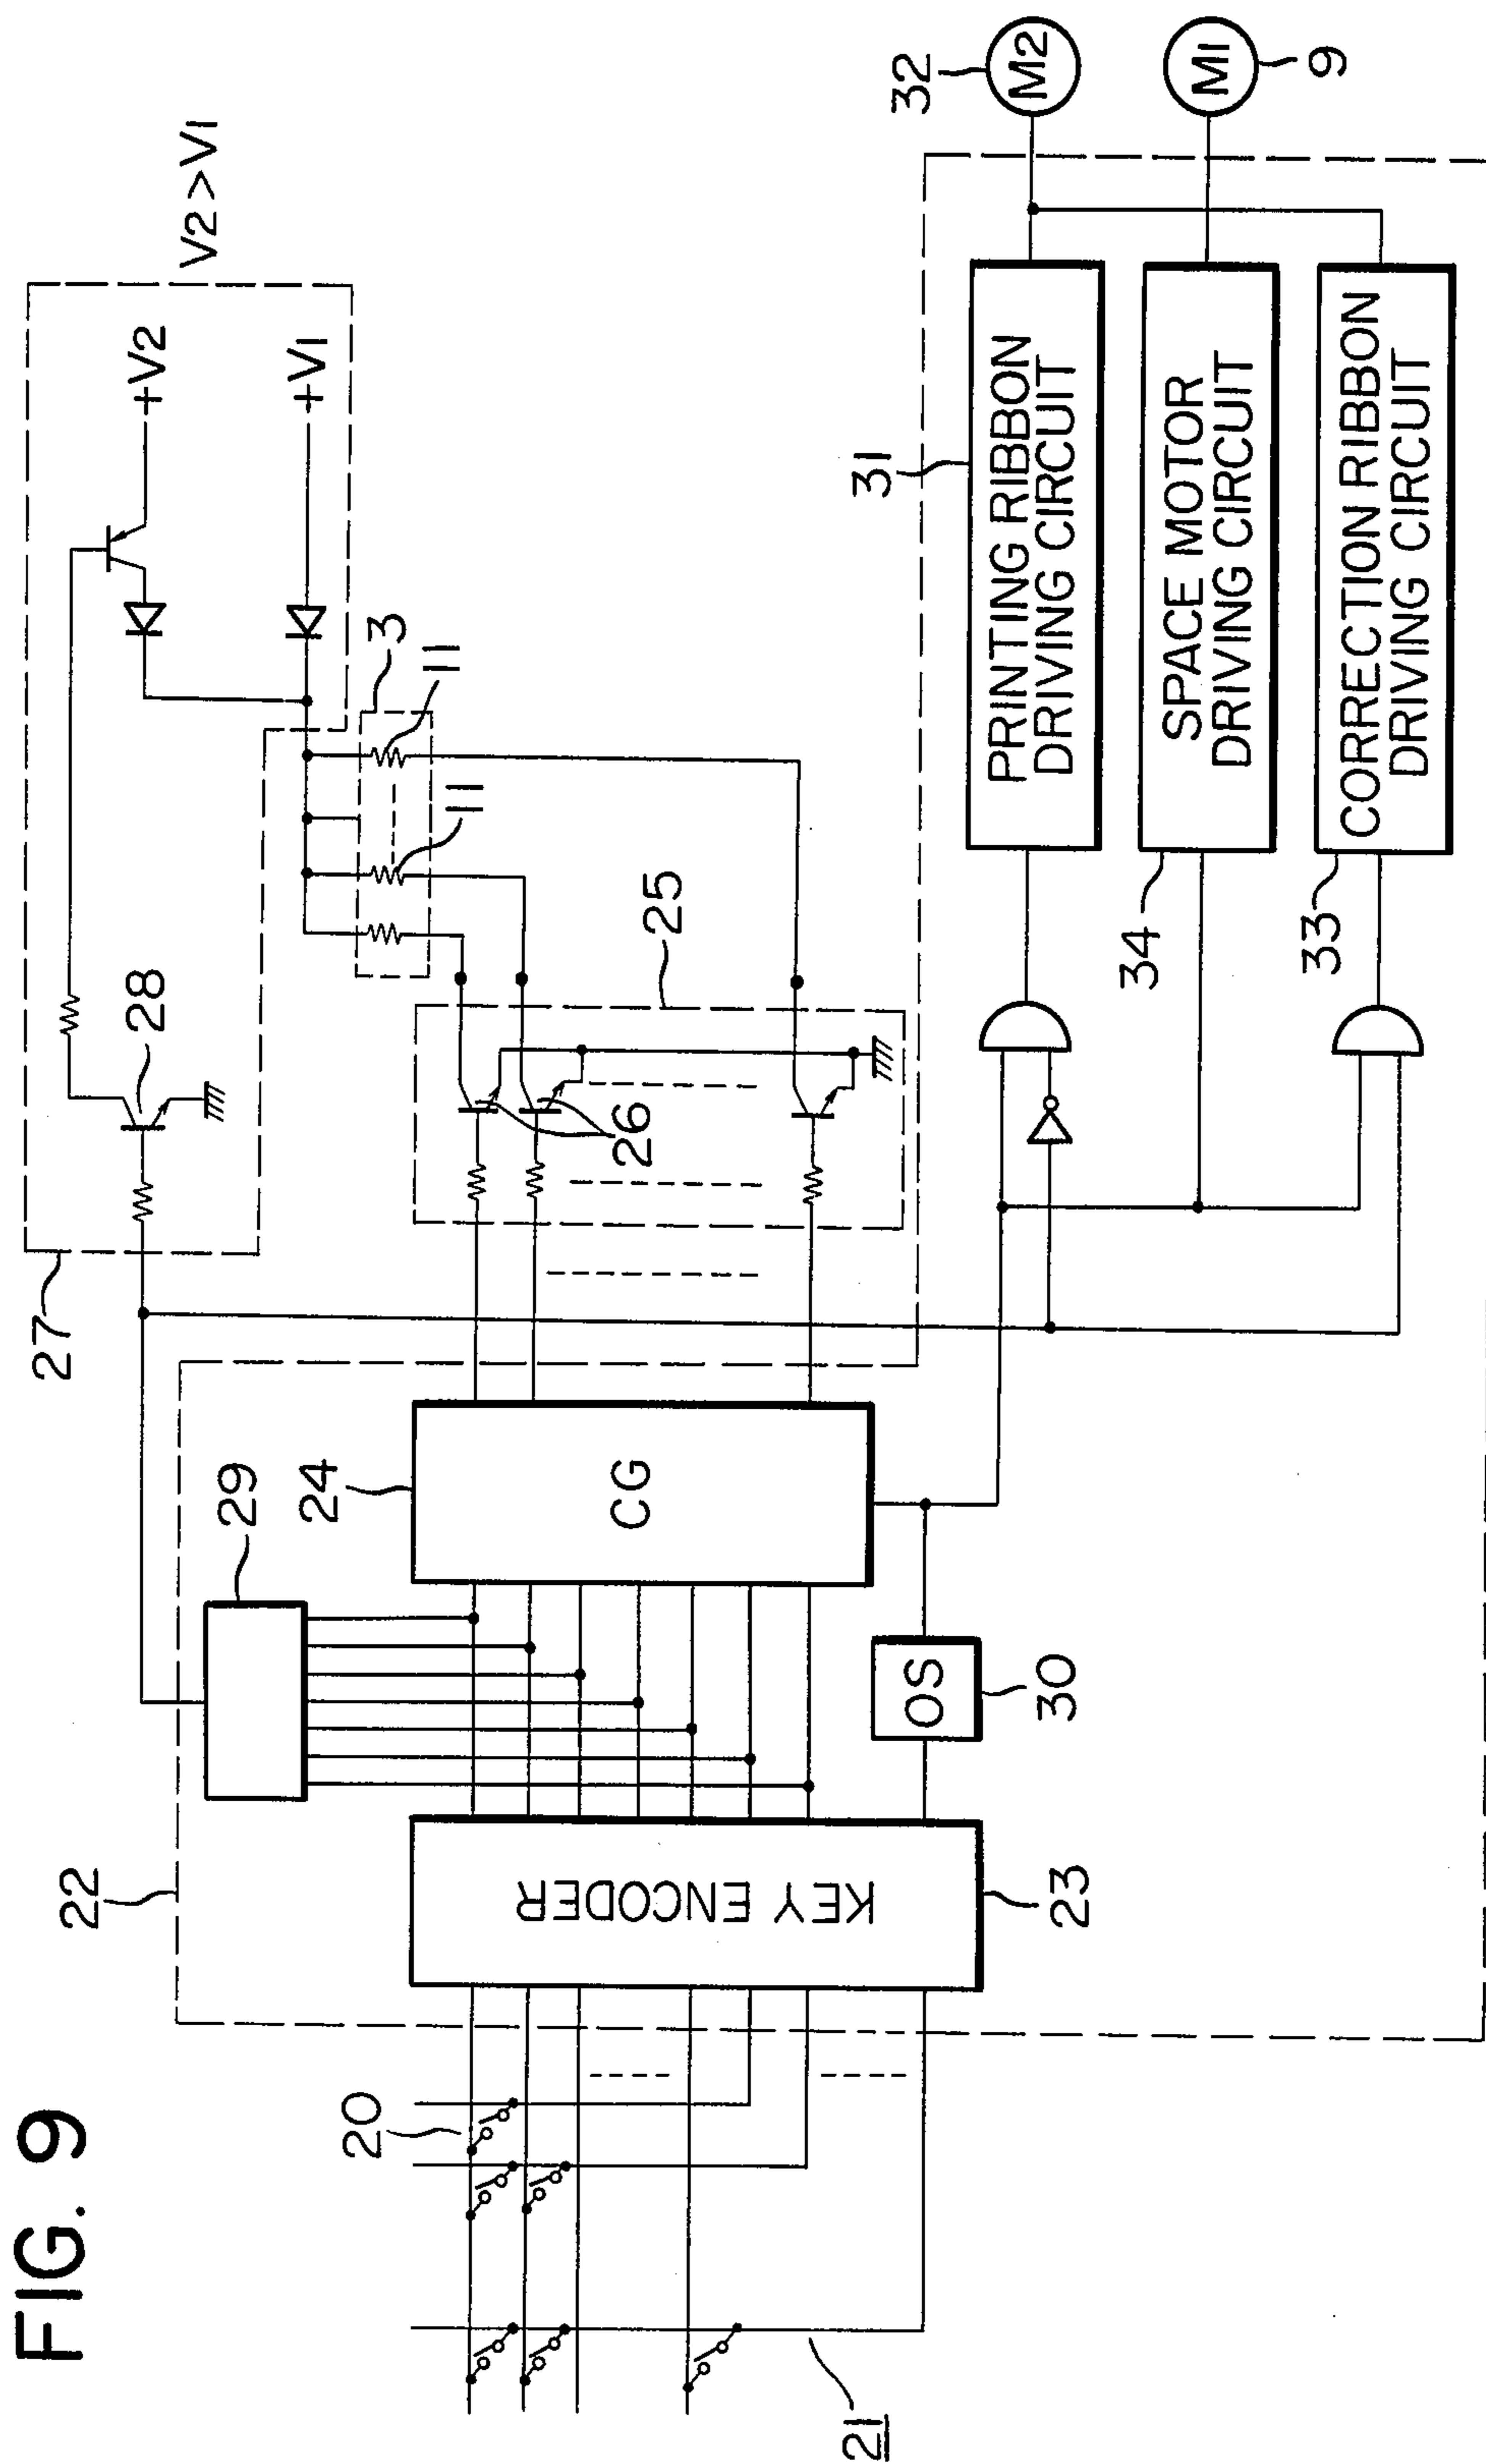 FIG. 9
21
20
22
KEY ENCODER
23
29
24
CG
OS
30
27
28
V2>V1
+V2
+V1
3
11
11
25
26
31
PRINTING RIBBON
DRIVING CIRCUIT
32
M2
34
SPACE MOTOR
DRIVING CIRCUIT
M1
9
33
CORRECTION RIBBON
DRIVING CIRCUIT